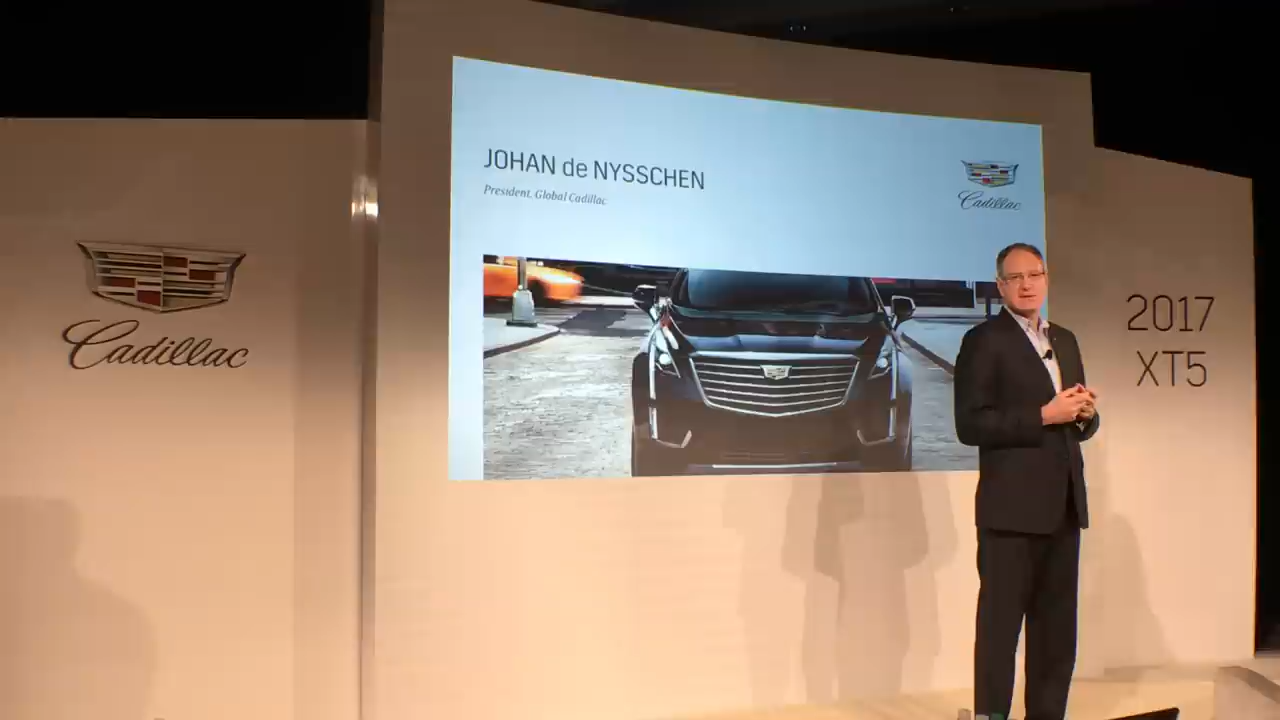 Cadillac
JOHAN de NYSSCHEN
President, Global Cadillac
Cadillac
2017
XT5